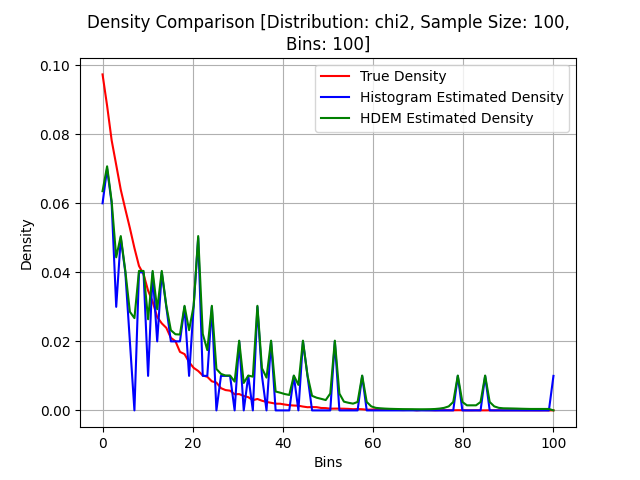 Density Comparison [Distribution: chi2, Sample Size: 100,
Bins: 100]
True Density
Histogram Estimated Density
HDEM Estimated Density
Density
0.10
0.08
0.06
0.04
0.02
0.00
0 20 40 60 80 100
Bins